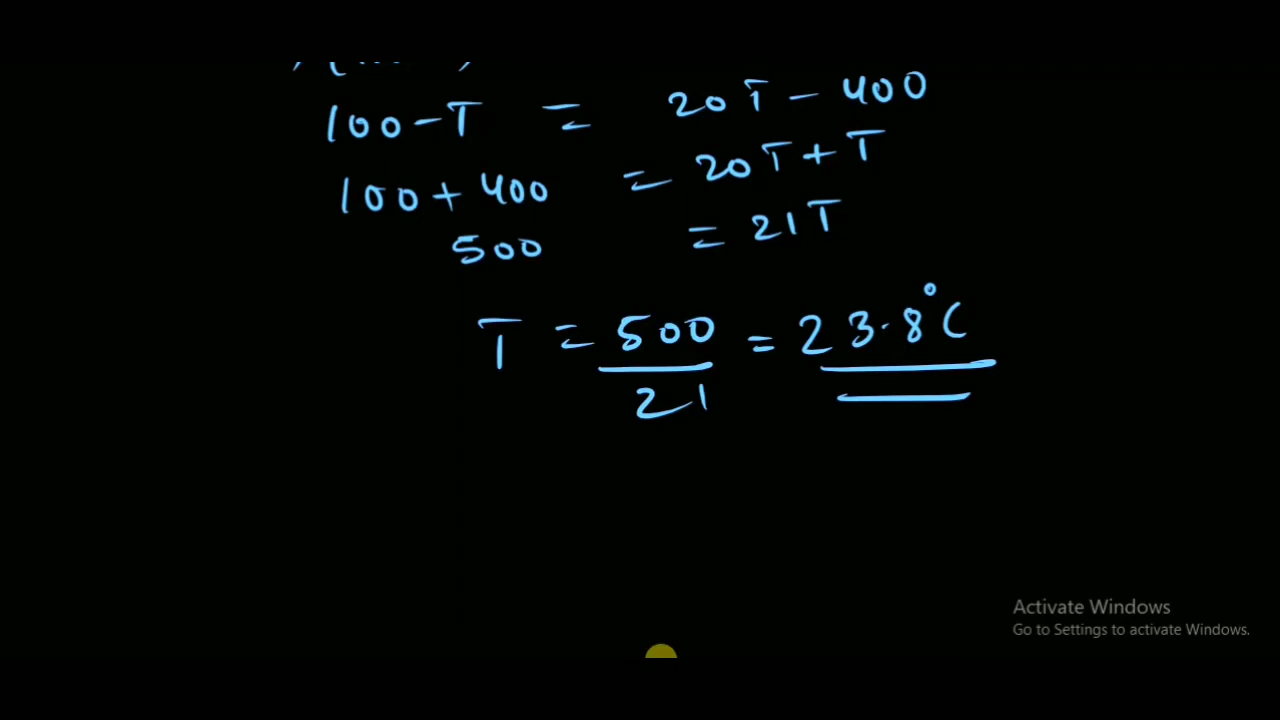 100 - T = 20T - 400
100 + 400 = 20T + T
500 = 21T
T = 500/21 = 23.8°C
Activate Windows
Go to Settings to activate Windows.